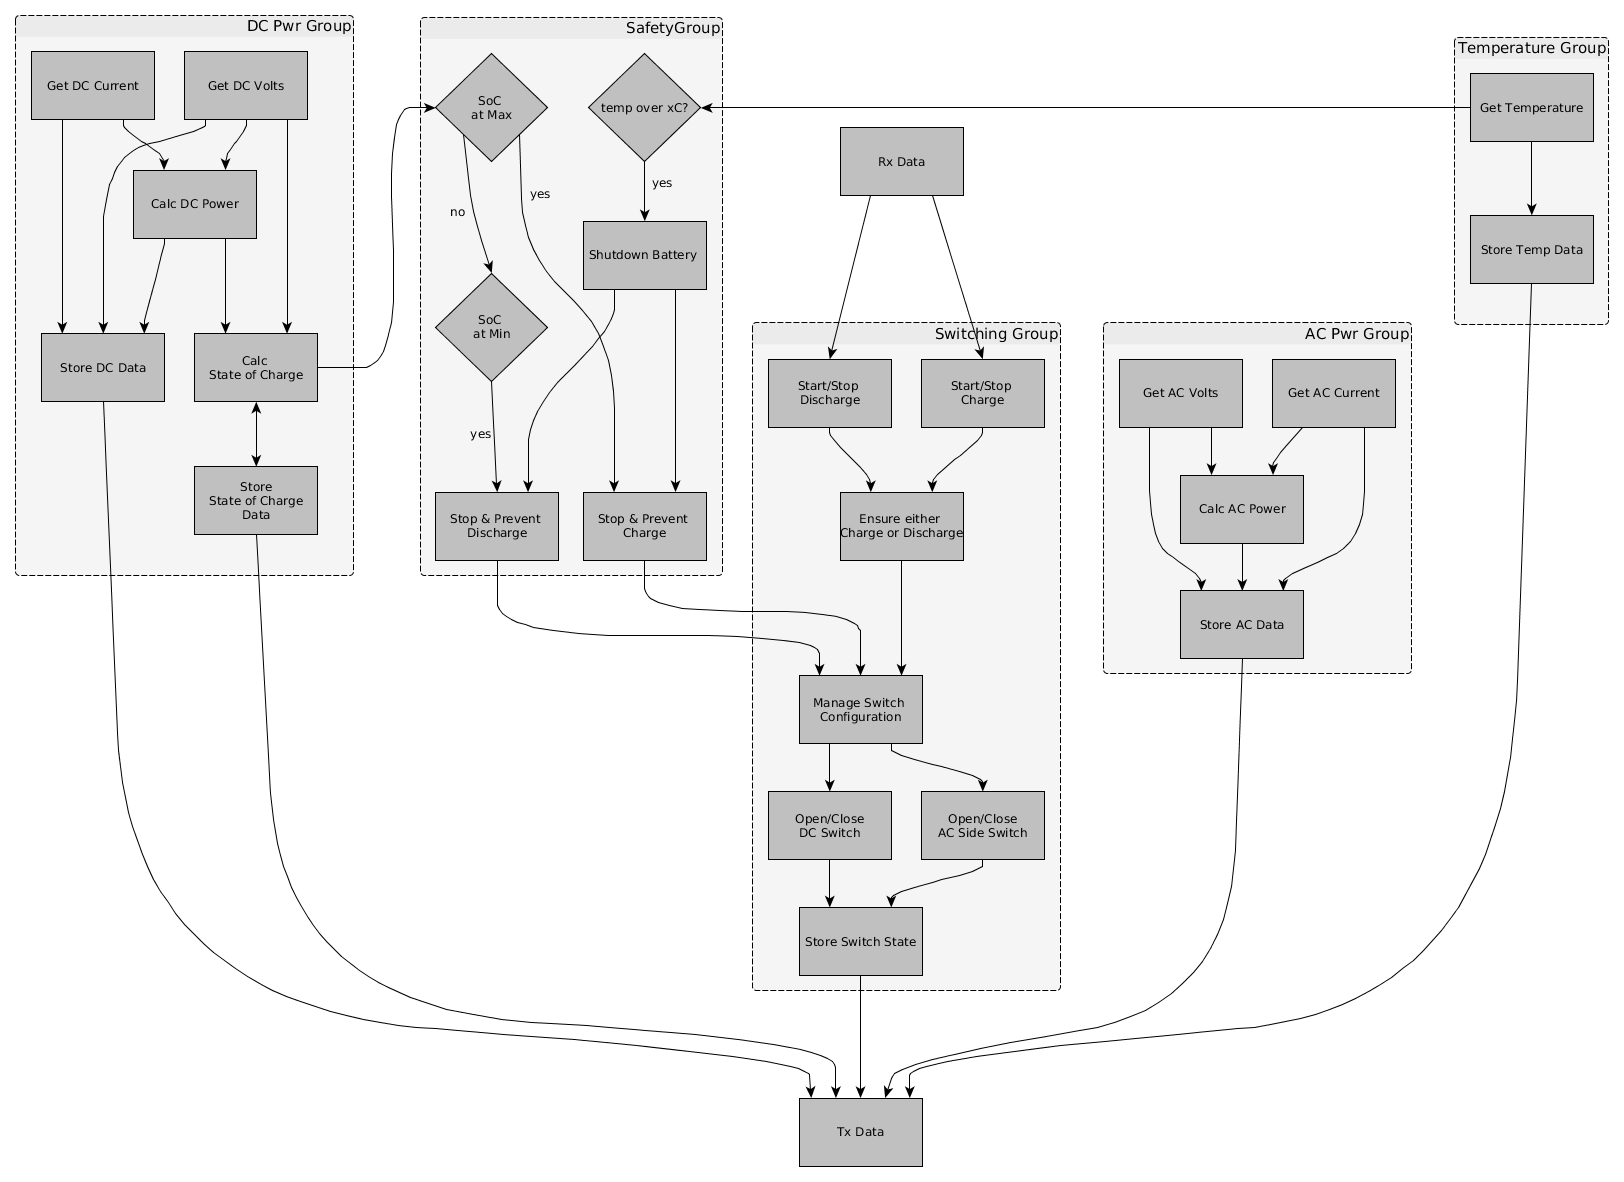 DC Pwr Group
Get DC Current
Get DC Volts
Calc DC Power
Store DC Data
Calc
State of Charge
Store
State of Charge
Data
SafetyGroup
SoC
at Max
temp over xC?
no
yes
yes
Shutdown Battery
SoC
at Min
yes
Stop & Prevent
Discharge
Stop & Prevent
Charge
Rx Data
Switching Group
Start/Stop
Discharge
Start/Stop
Charge
Ensure either
Charge or Discharge
Manage Switch
Configuration
Open/Close
DC Switch
Open/Close
AC Side Switch
Store Switch State
AC Pwr Group
Get AC Volts
Get AC Current
Calc AC Power
Store AC Data
Temperature Group
Get Temperature
Store Temp Data
Tx Data